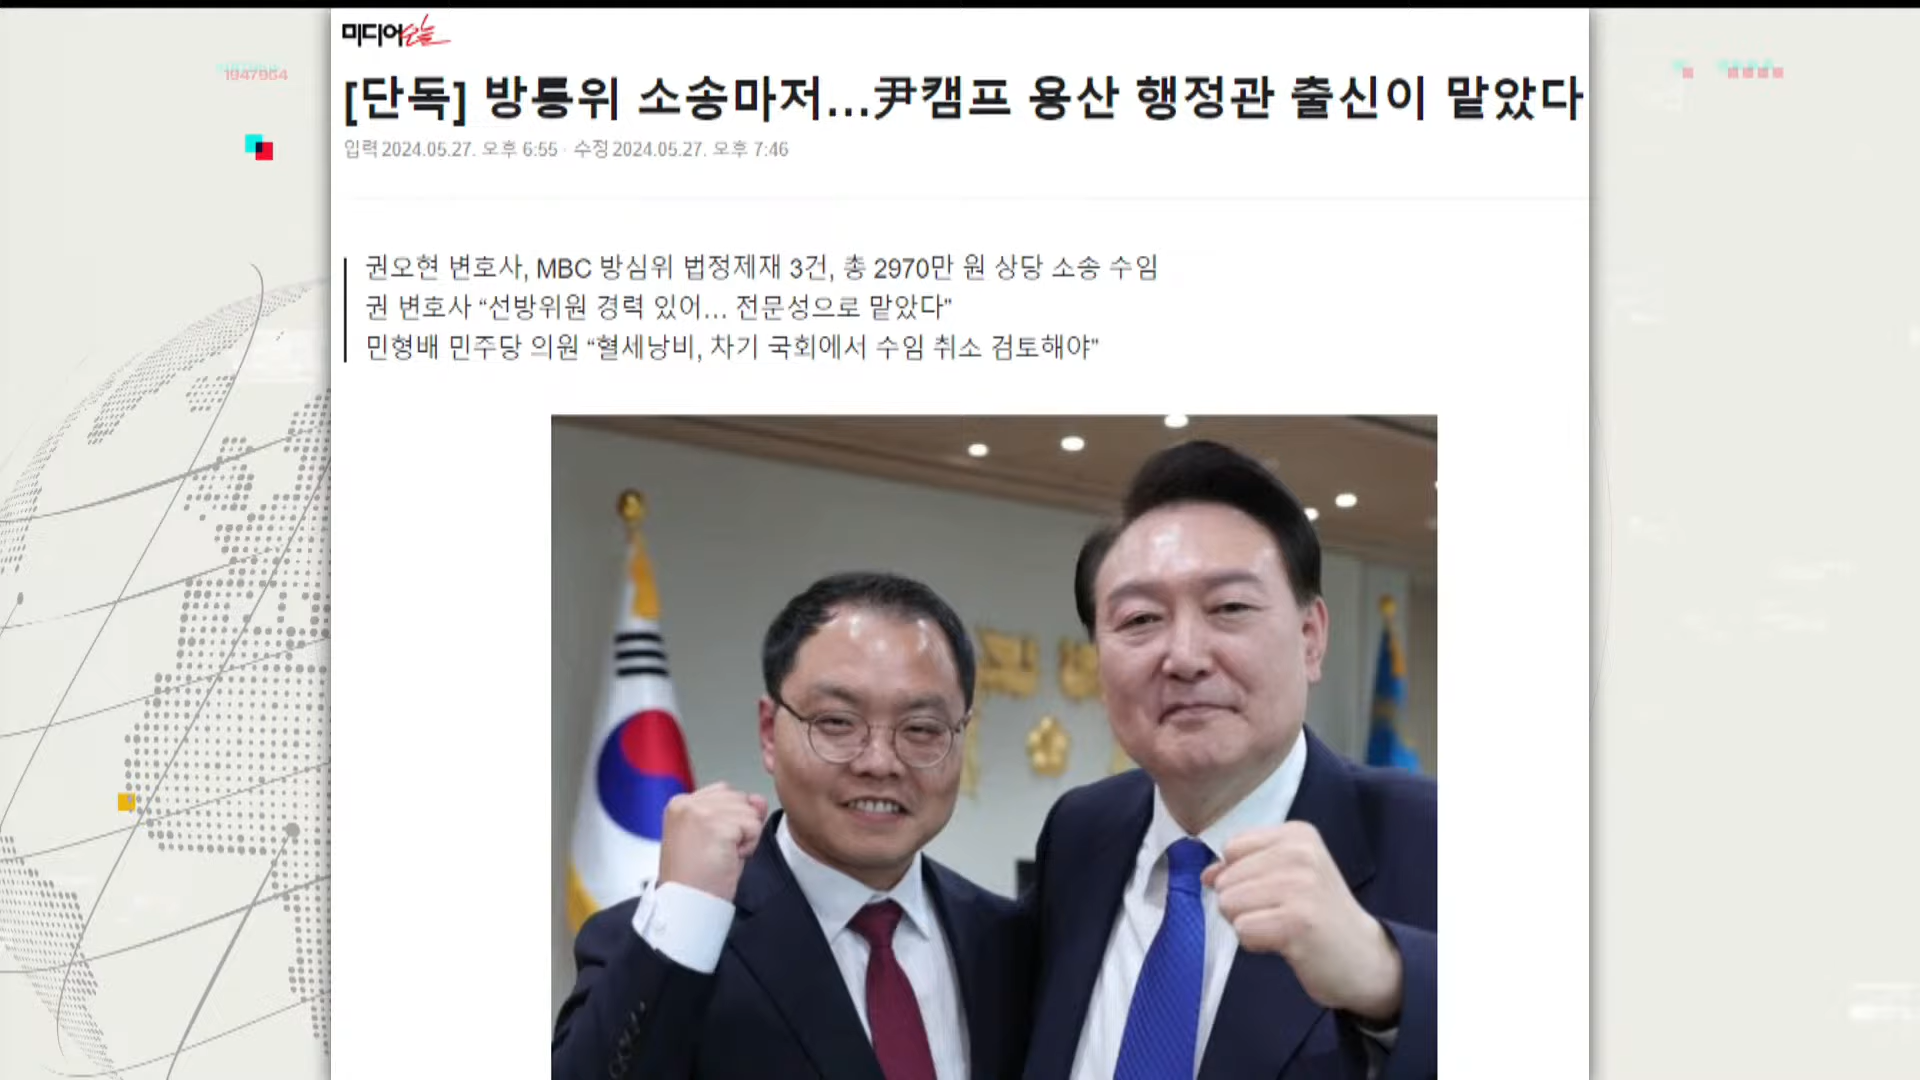 미디어오늘
1947964
[단독] 방통위 소송마저...尹캠프 용산 행정관 출신이 맡았다
입력 2024.05.27. 오후 6:55 · 수정 2024.05.27. 오후 7:46
권오현 변호사, MBC 방심위 법정제재 3건, 총 2970만 원 상당 소송 수임
권 변호사 “선방위원 경력 있어... 전문성으로 맡았다”
민형배 민주당 의원 “혈세낭비, 차기 국회에서 수임 취소 검토해야”